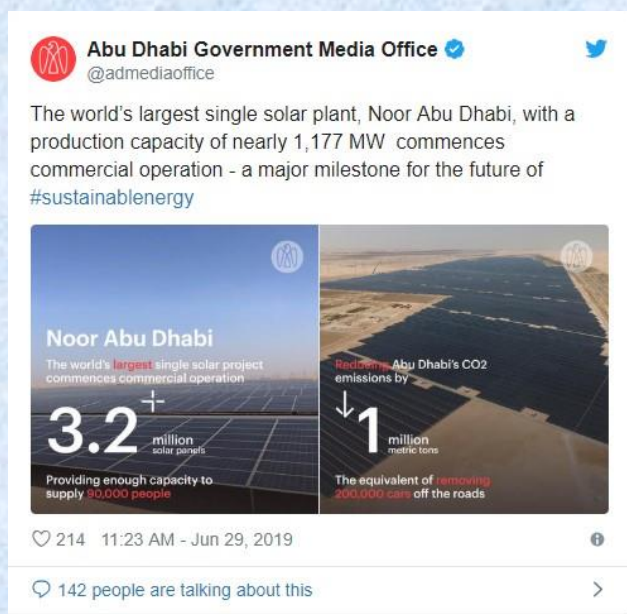 Abu Dhabi Government Media Office
@admediaoffice
The world's largest single solar plant, Noor Abu Dhabi, with a
production capacity of nearly 1,177 MW commences
commercial operation - a major milestone for the future of
#sustainablenergy
Noor Abu Dhabi
The world's largest single solar project
commences commercial operation
+
3.2 million
solar panels
Providing enough capacity to
supply 90,000 people
Reducing Abu Dhabi's CO2
emissions by
↓1 million
metric tons
The equivalent of removing
200,000 cars off the roads
214 11:23 AM - Jun 29, 2019
142 people are talking about this